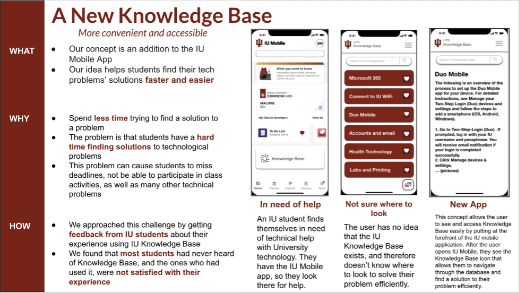 A New Knowledge Base
More convenient and accessible
WHAT
● Our concept is an addition to the IU
Mobile App
● Our idea helps students find their tech
problems' solutions faster and easier
WHY
● Spend less time trying to find a solution to
a problem
● The problem is that students have a hard
time finding solutions to technological
problems
● This problem can cause students to miss
deadlines, not be able to participate in class
activities, as well as many other technical
problems
HOW
● We approached this challenge by getting
feedback from IU students about their
experience using IU Knowledge Base
● We found that most students had never heard
of Knowledge Base, and the ones who had
used it, were not satisfied with their
experience
IU Mobile
What you need to know
CRIMSONCARD
To Do List
Knowledge Base
In need of help
An IU student finds
themselves in need
of technical help
with University
technology. They
have the IU Mobile
app, so they look
there for help.
Knowledge Base
Microsoft 365
Connect to IU WiFi
Duo Mobile
Accounts and email
Health Technology
Labs and Printing
Not sure where to
look
The user has no idea
that the IU
Knowledge Base
exists, and therefore
doesn't know where
to look to solve their
problem efficiently.
Knowledge Base
Duo Mobile
The following is an overview of the
process to set up the Duo Mobile
app for your device. For detailed
instructions, see Manage your
Two-Step Login (Duo) devices and
settings and follow the steps to
add a smartphone (iOS, Android,
Windows).
1. Go to Two-Step Login (Duo). If
prompted, log in with your IU
username and passphrase. You
will receive email notification if
your login is completed
successfully.
2. Click Manage devices &
settings.
... (pictures)
New App
This concept allows the user
to see and access Knowledge
Base easily by putting at the
forefront of the IU mobile
application. After the user
opens IU Mobile, they see the
Knowledge Base icon that
allows them to navigate
through the database and
find a solution to their
problem efficiently.